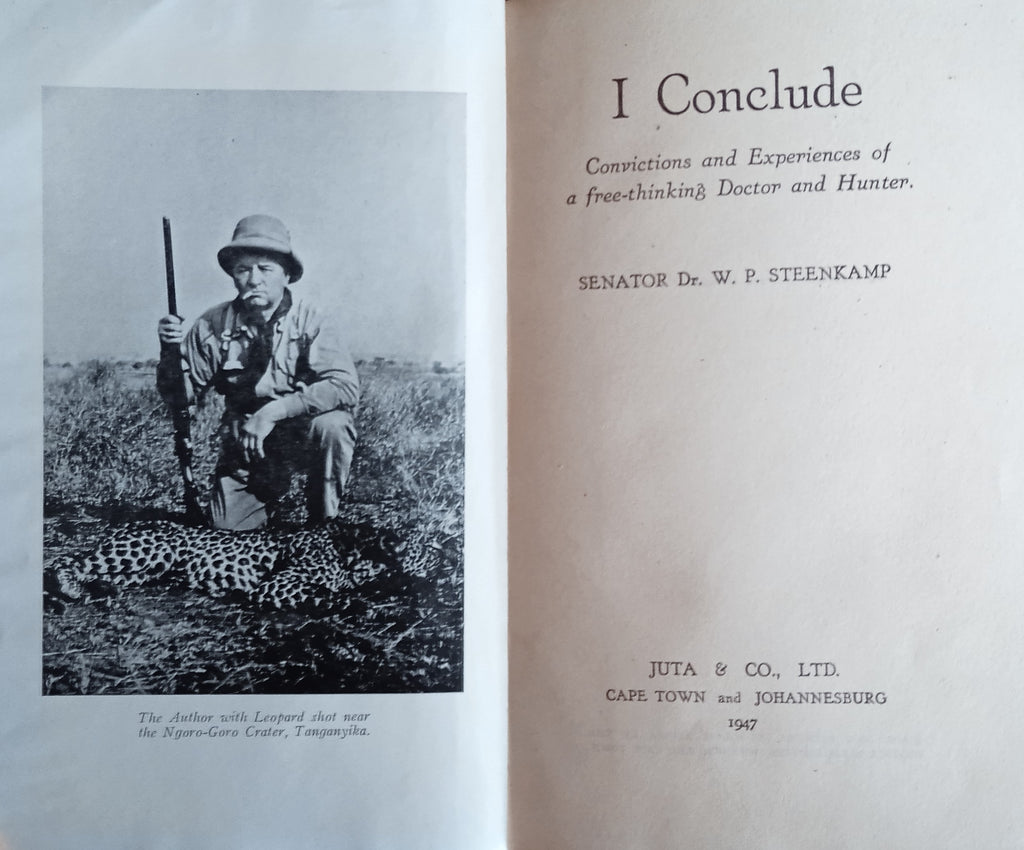 The Author with Leopard shot near
the Ngoro-Goro Crater, Tanganyika.
I Conclude
Convictions and Experiences of
a free-thinking Doctor and Hunter.
SENATOR Dr. W. P. STEENKAMP
JUTA & CO., LTD.
CAPE TOWN and JOHANNESBURG
1947